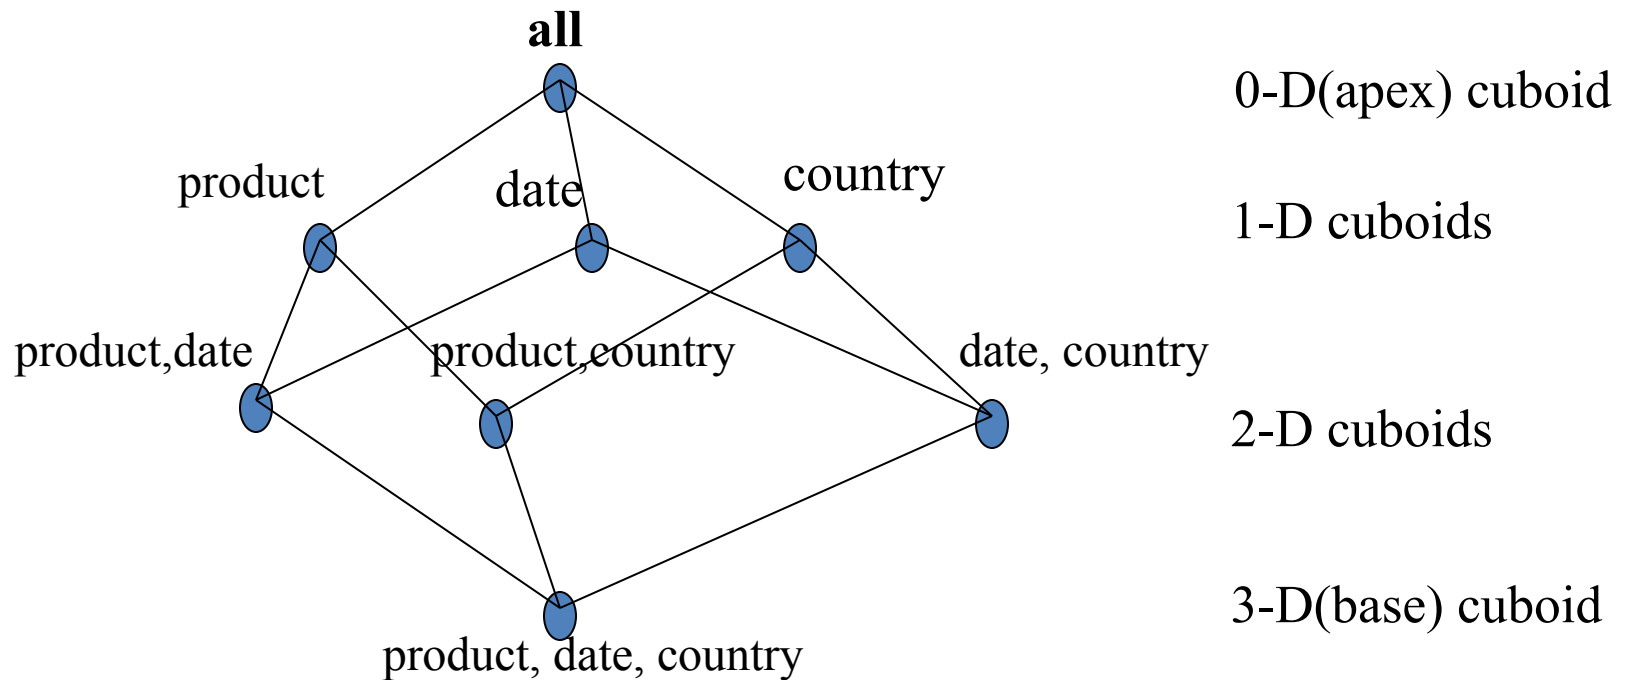 all
0-D(apex) cuboid
product
date
country
1-D cuboids
product,date
product,country
date, country
2-D cuboids
3-D(base) cuboid
product, date, country